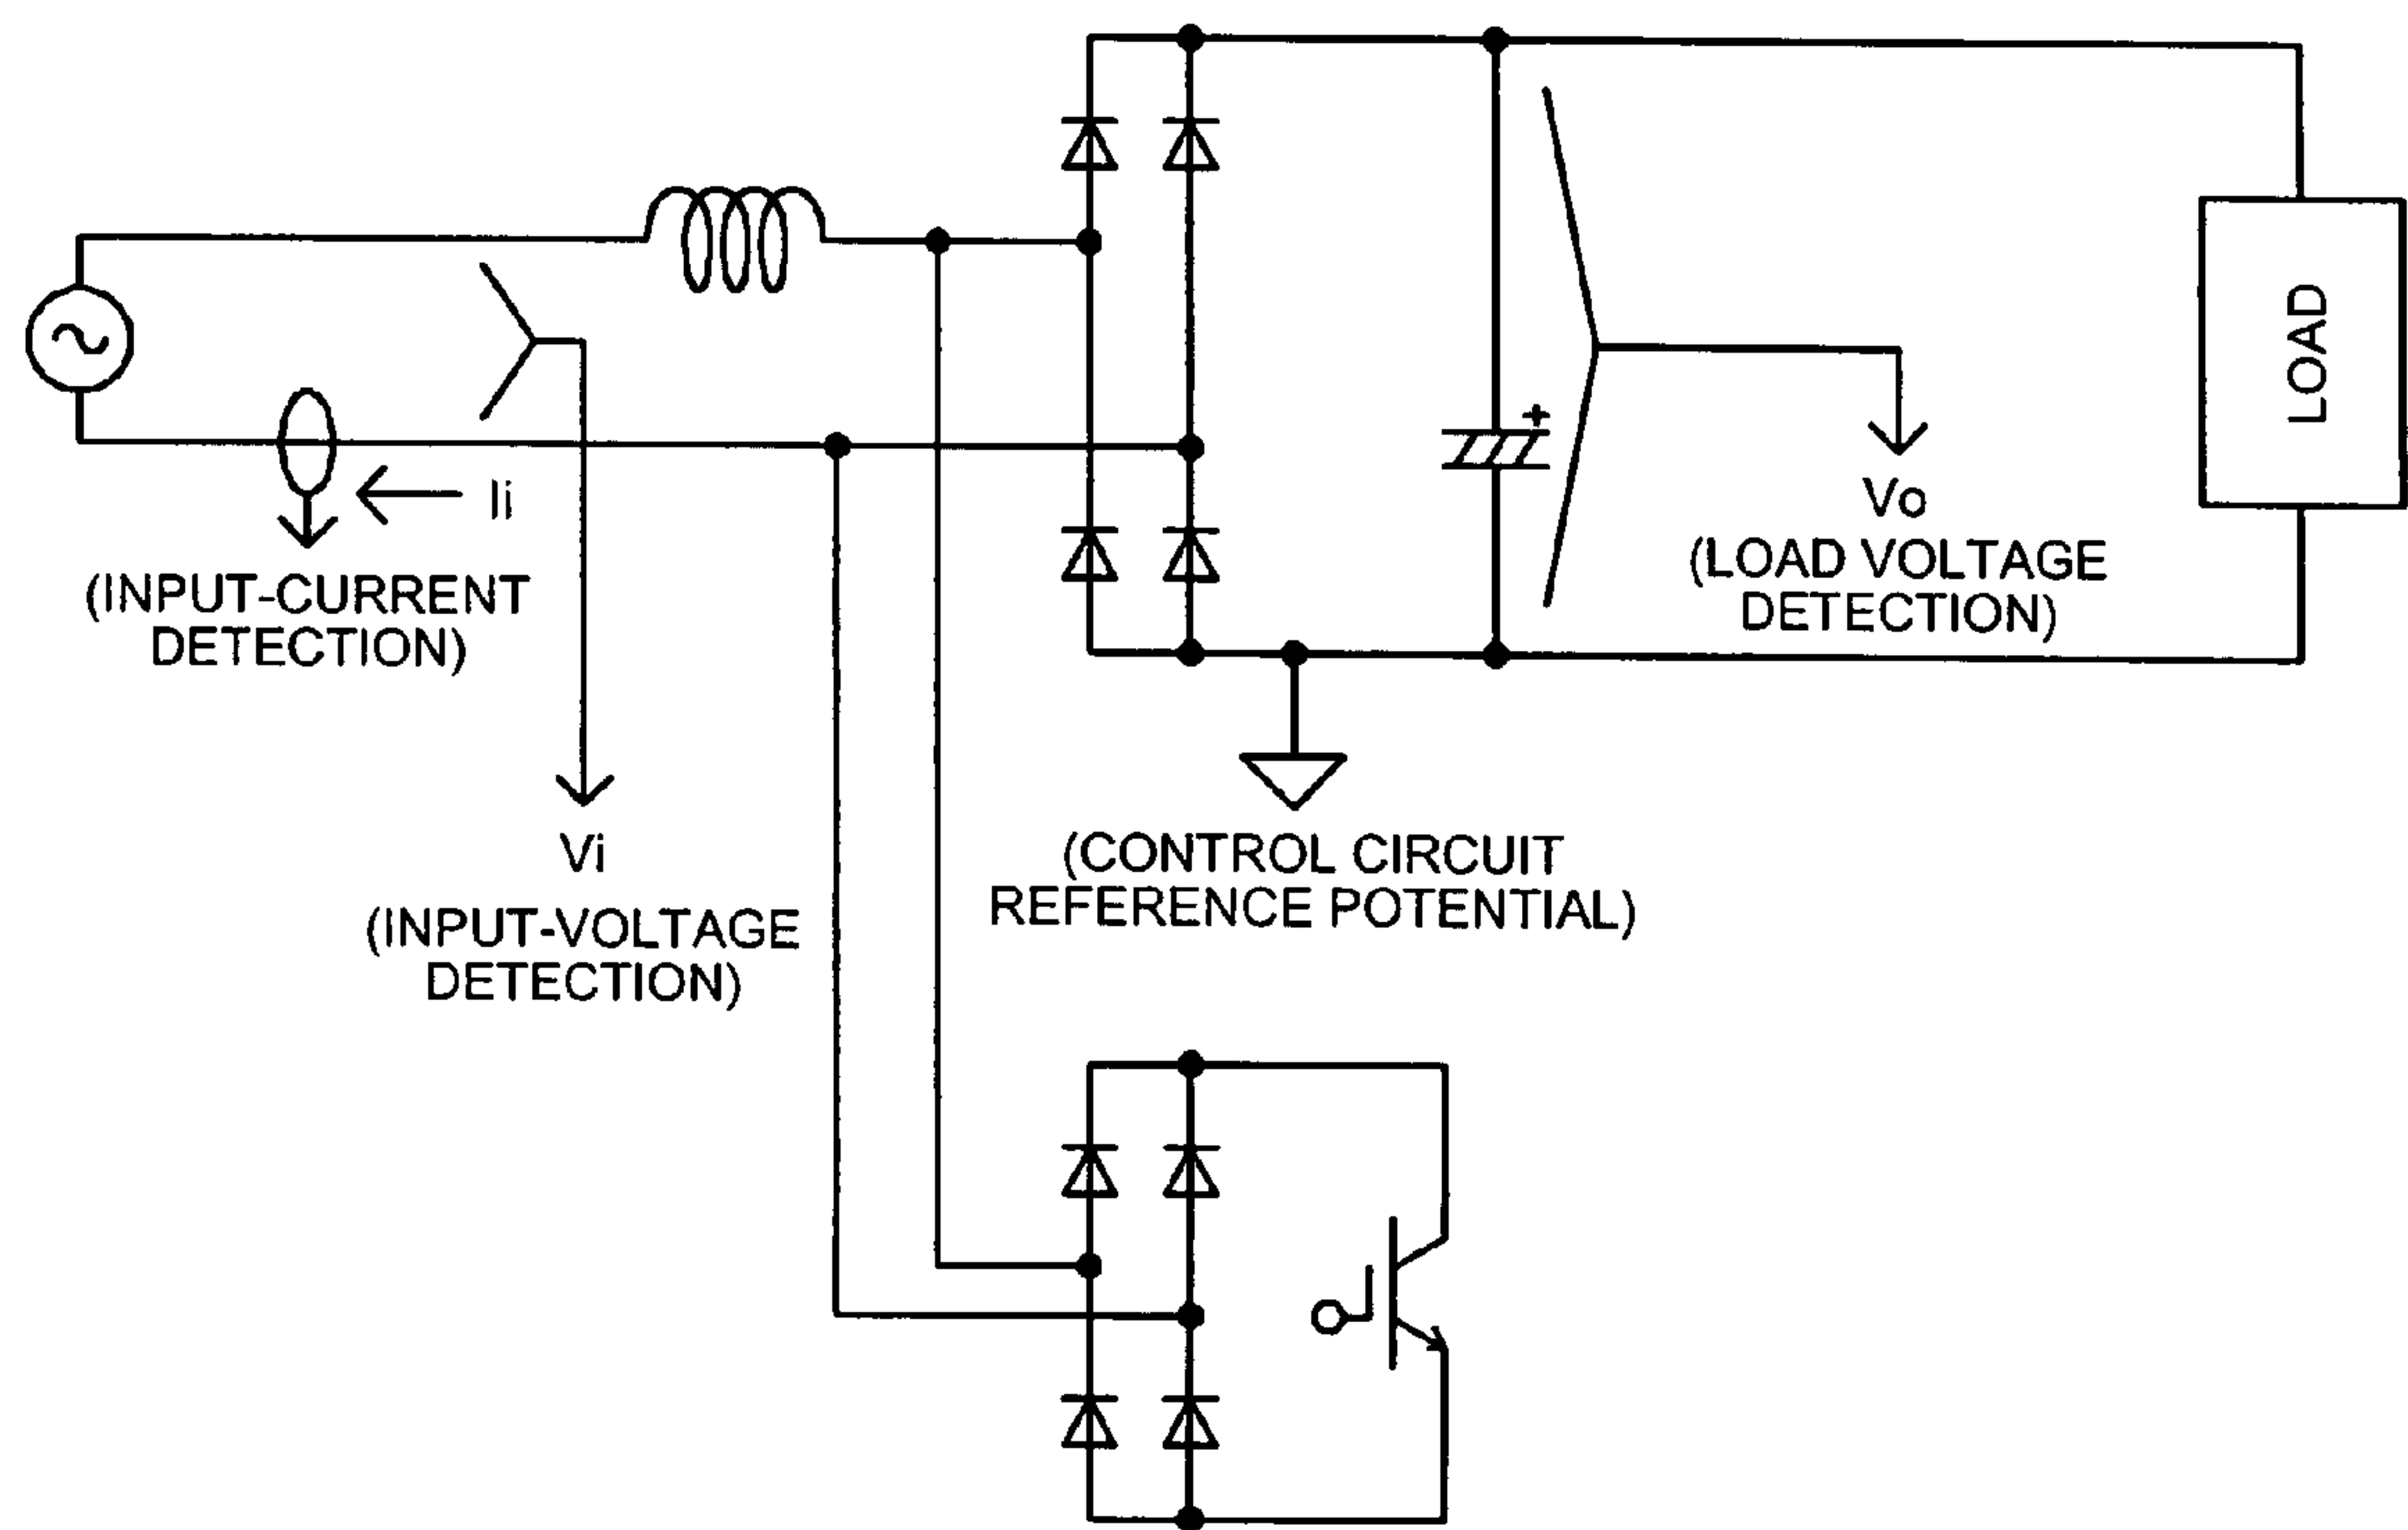 LOAD
Ii
(INPUT-CURRENT
DETECTION)
Vo
(LOAD VOLTAGE
DETECTION)
Vi
(INPUT-VOLTAGE
DETECTION)
(CONTROL CIRCUIT
REFERENCE POTENTIAL)
+